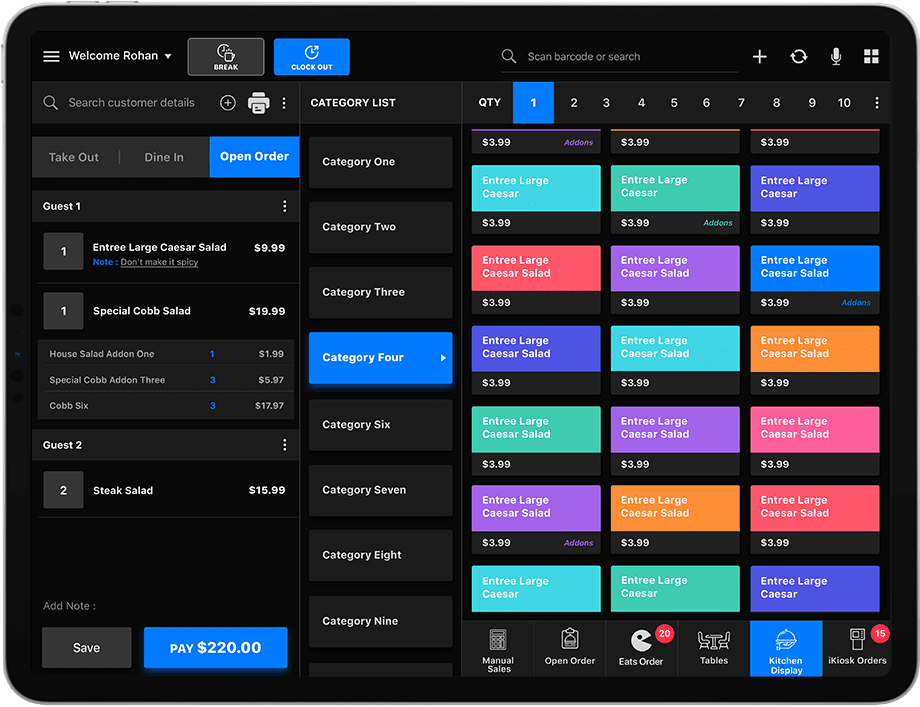 Welcome Rohan
BREAK
CLOCK OUT
Scan barcode or search
Search customer details
CATEGORY LIST
QTY 1 2 3 4 5 6 7 8 9 10
Take Out
Dine In
Open Order
Guest 1
1
Entree Large Caesar Salad $9.99
Note : Don't make it spicy
1
Special Cobb Salad $19.99
House Salad Addon One 1 $1.99
Special Cobb Addon Three 3 $5.97
Cobb Six 3 $17.97
Guest 2
2
Steak Salad $15.99
Add Note :
Save
PAY $220.00
Category One
Category Two
Category Three
Category Four
Category Six
Category Seven
Category Eight
Category Nine
$3.99 Addons
$3.99
$3.99
Entree Large
Caesar
$3.99
Entree Large
Caesar
$3.99 Addons
Entree Large
Caesar
$3.99
Entree Large
Caesar Salad
$3.99
Entree Large
Caesar Salad
$3.99
Entree Large
Caesar Salad
$3.99 Addons
Entree Large
Caesar Salad
$3.99
Entree Large
Caesar Salad
$3.99
Entree Large
Caesar Salad
$3.99
Entree Large
Caesar Salad
$3.99
Entree Large
Caesar Salad
$3.99
Entree Large
Caesar Salad
$3.99
Entree Large
Caesar Salad
$3.99 Addons
Entree Large
Caesar Salad
$3.99
Entree Large
Caesar Salad
$3.99
Entree Large
Caesar
Entree Large
Caesar
Entree Large
Caesar
Manual
Sales
Open Order
20
Eats Order
Tables
Kitchen
Display
15
iKiosk Orders